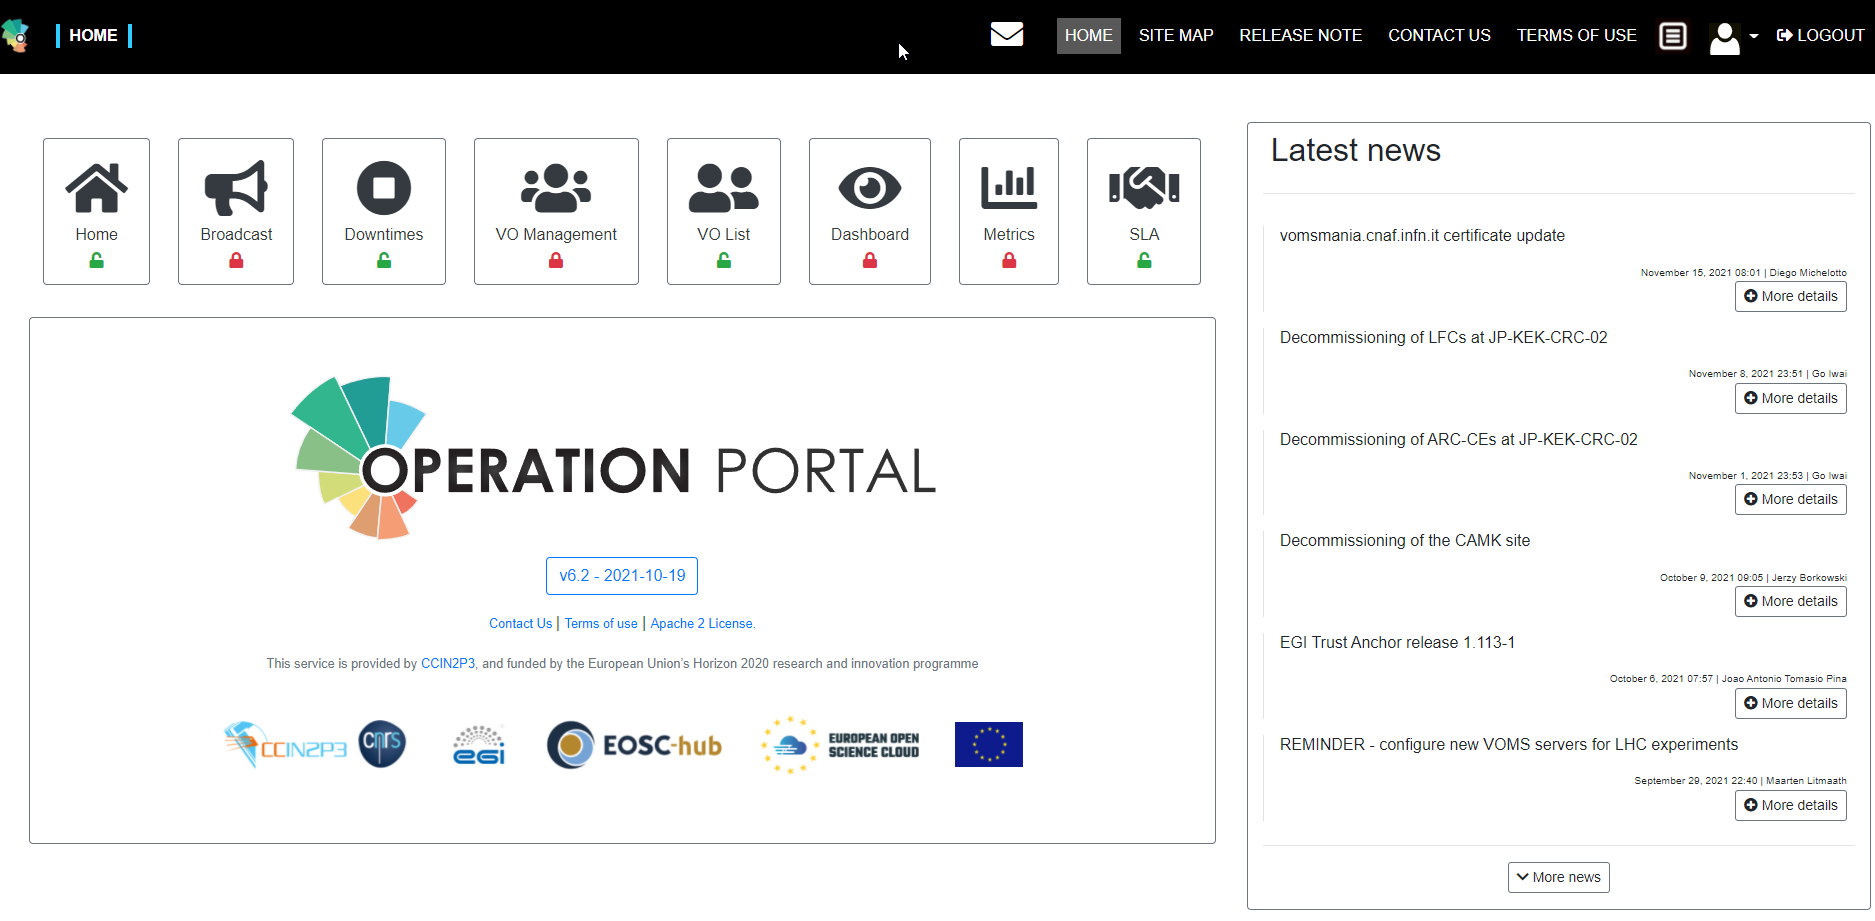 HOME
HOME SITE MAP RELEASE NOTE CONTACT US TERMS OF USE LOGOUT
Home
Broadcast
Downtimes
VO Management
VO List
Dashboard
Metrics
SLA
OPERATION PORTAL
v6.2 - 2021-10-19
Contact Us | Terms of use | Apache 2 License.
This service is provided by CCIN2P3, and funded by the European Union's Horizon 2020 research and innovation programme
CCIN2P3
cnrs
egi
EOSC-hub
EUROPEAN OPEN
SCIENCE CLOUD
Latest news
vomsmania.cnaf.infn.it certificate update
November 15, 2021 08:01 | Diego Michelotto
More details
Decommissioning of LFCs at JP-KEK-CRC-02
November 8, 2021 23:51 | Go Iwai
More details
Decommissioning of ARC-CEs at JP-KEK-CRC-02
November 1, 2021 23:53 | Go Iwai
More details
Decommissioning of the CAMK site
October 9, 2021 09:05 | Jerzy Borkowski
More details
EGI Trust Anchor release 1.113-1
October 6, 2021 07:57 | Joao Antonio Tomasio Pina
More details
REMINDER - configure new VOMS servers for LHC experiments
September 29, 2021 22:40 | Maarten Litmaath
More details
More news